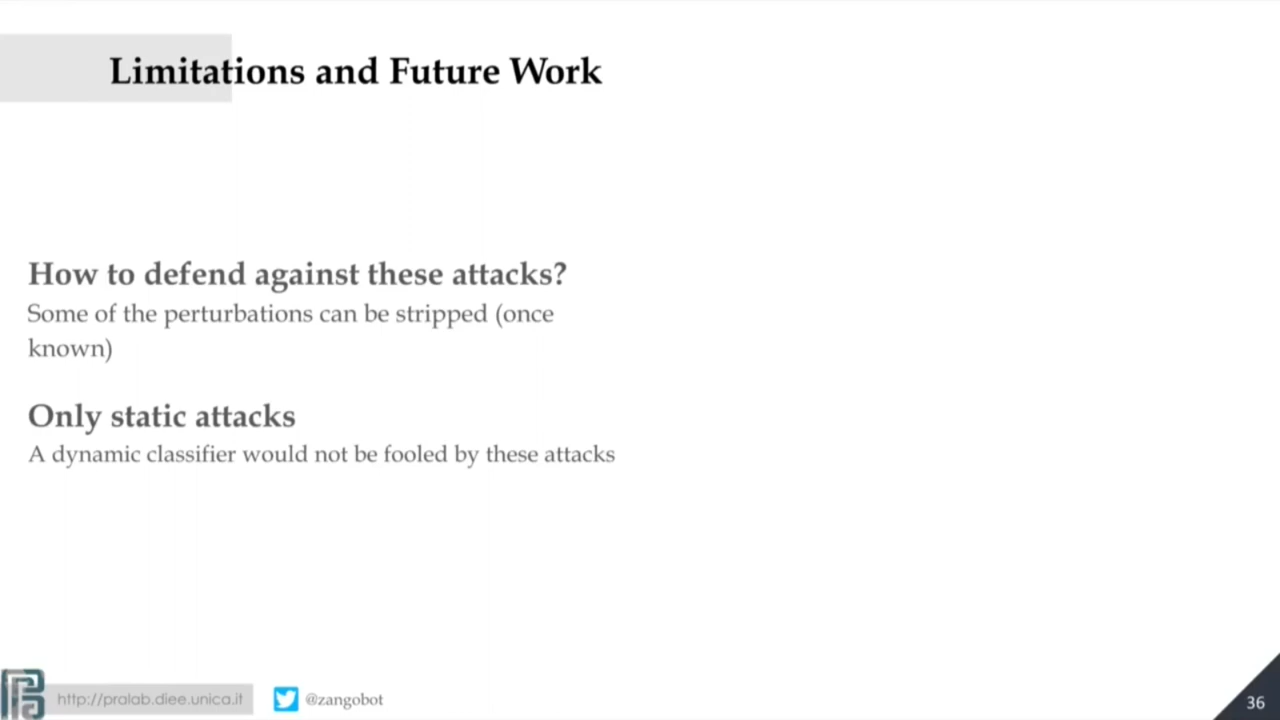 Limitations and Future Work
How to defend against these attacks?
Some of the perturbations can be stripped (once
known)
Only static attacks
A dynamic classifier would not be fooled by these attacks
http://pralab.diee.unica.it
@zangobot
36